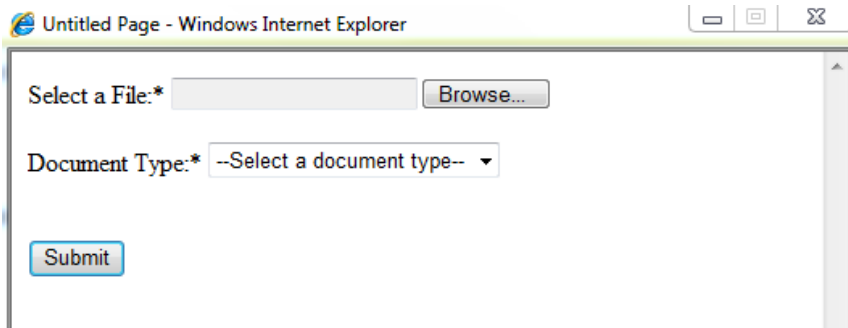 Untitled Page - Windows Internet Explorer
Select a File:* Browse...
Document Type:* --Select a document type--
Submit